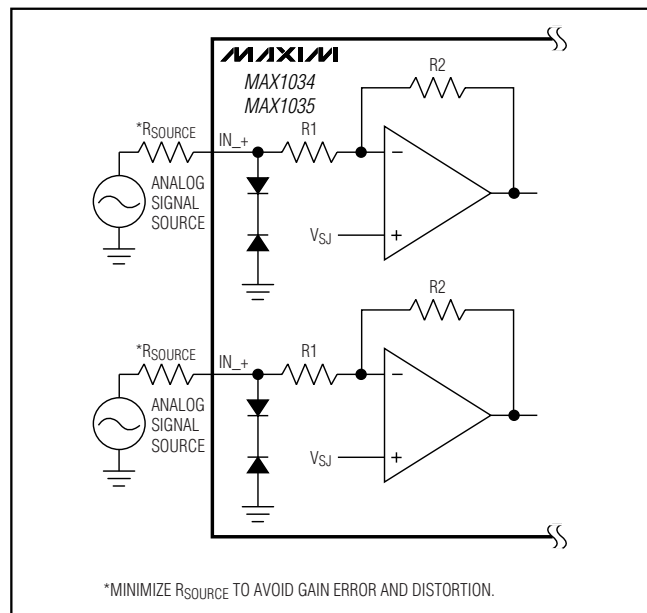 MAXIM
MAX1034
MAX1035
R2
*RSOURCE
IN_+
R1
−
ANALOG
SIGNAL
SOURCE
VSJ
+
R2
*RSOURCE
IN_+
R1
−
ANALOG
SIGNAL
SOURCE
VSJ
+
*MINIMIZE RSOURCE TO AVOID GAIN ERROR AND DISTORTION.